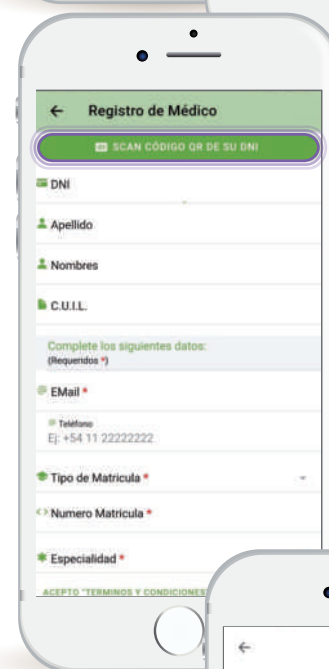 Registro de Médico
SCAN CÓDIGO QR DE SU DNI
DNI
Apellido
Nombres
C.U.I.L.
Complete los siguientes datos:
(Requeridos *)
EMail *
Teléfono
Ej: +54 11 22222222
Tipo de Matricula *
Numero Matricula *
Especialidad *
ACEPTO "TERMINOS Y CONDICIONES"